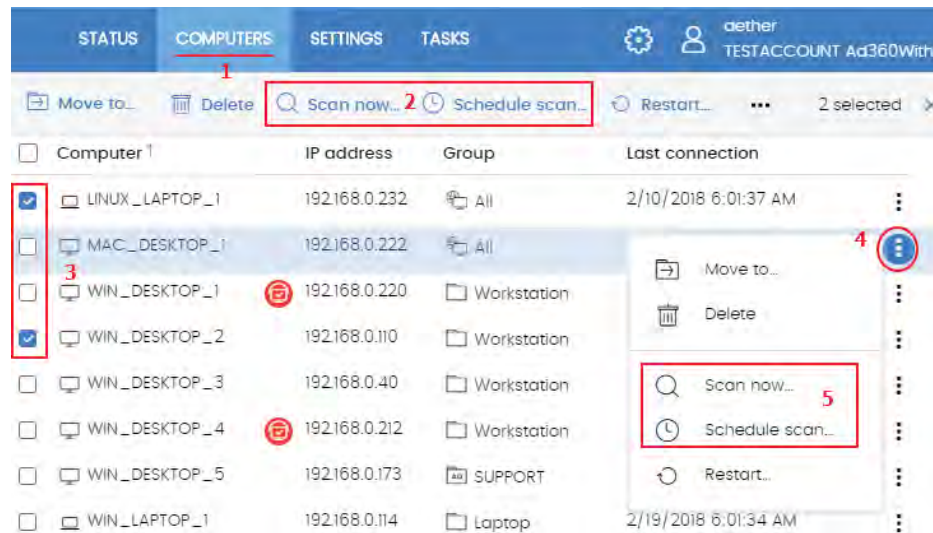 STATUS COMPUTERS SETTINGS TASKS aether
TESTACCOUNT Ad360With
1
Move to... Delete Scan now... 2 Schedule scan... Restart... ... 2 selected
Computer IP address Group Last connection
LINUX_LAPTOP_1 192.168.0.232 All 2/10/2018 6:01:37 AM
MAC_DESKTOP_1 192.168.0.222 All 4
3 Move to...
WIN_DESKTOP_1 192.168.0.220 Workstation
Delete
WIN_DESKTOP_2 192.168.0.110 Workstation
WIN_DESKTOP_3 192.168.0.40 Workstation Scan now... 5
WIN_DESKTOP_4 192.168.0.212 Workstation Schedule scan...
WIN_DESKTOP_5 192.168.0.173 SUPPORT Restart...
WIN_LAPTOP_1 192.168.0.114 Laptop 2/19/2018 6:01:34 AM